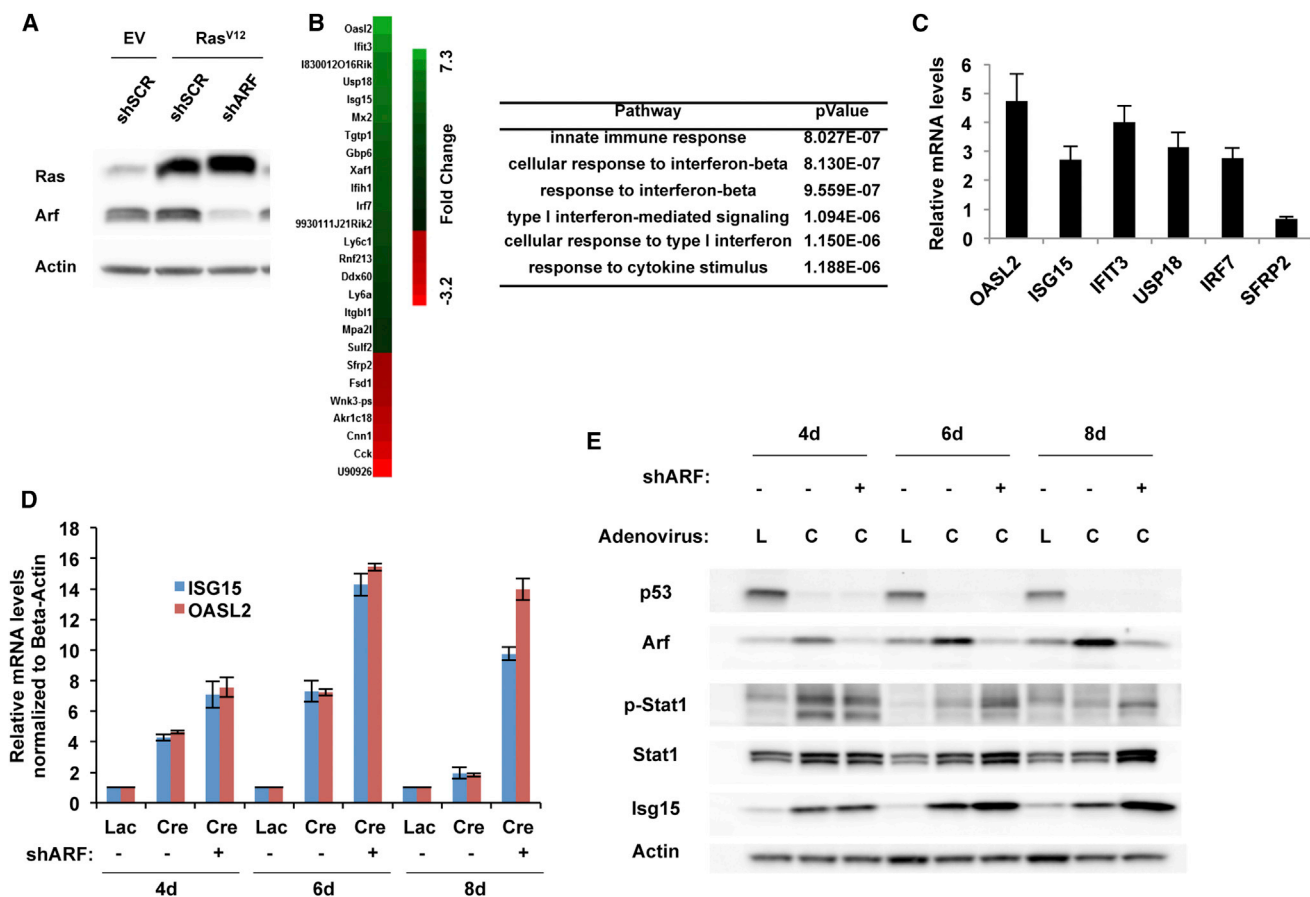 A
EV
Ras^V12
shSCR
shSCR
shARF
Ras
Arf
Actin
B
Oasl2
Ifit3
I830012O16Rik
Usp18
Isg15
Mx2
Tgtp1
Gbp6
Xaf1
Ifih1
Irf7
9930111J21Rik2
Ly6c1
Rnf213
Ddx60
Ly6a
Itgbl1
Mpa2l
Sulf2
Sfrp2
Fsd1
Wnk3-ps
Akr1c18
Cnn1
Cck
U90926
7.3
Fold Change
-3.2
Pathway pValue
innate immune response 8.027E-07
cellular response to interferon-beta 8.130E-07
response to interferon-beta 9.559E-07
type I interferon-mediated signaling 1.094E-06
cellular response to type I interferon 1.150E-06
response to cytokine stimulus 1.188E-06
C
Relative mRNA levels
6
5
4
3
2
1
0
OASL2
ISG15
IFIT3
USP18
IRF7
SFRP2
D
Relative mRNA levels
normalized to Beta-Actin
18
16
14
12
10
8
6
4
2
0
ISG15
OASL2
Lac Cre Cre Lac Cre Cre Lac Cre Cre
shARF: - - + - - + - - +
4d 6d 8d
E
4d 6d 8d
shARF: - - + - - + - - +
Adenovirus: L C C L C C L C C
p53
Arf
p-Stat1
Stat1
Isg15
Actin